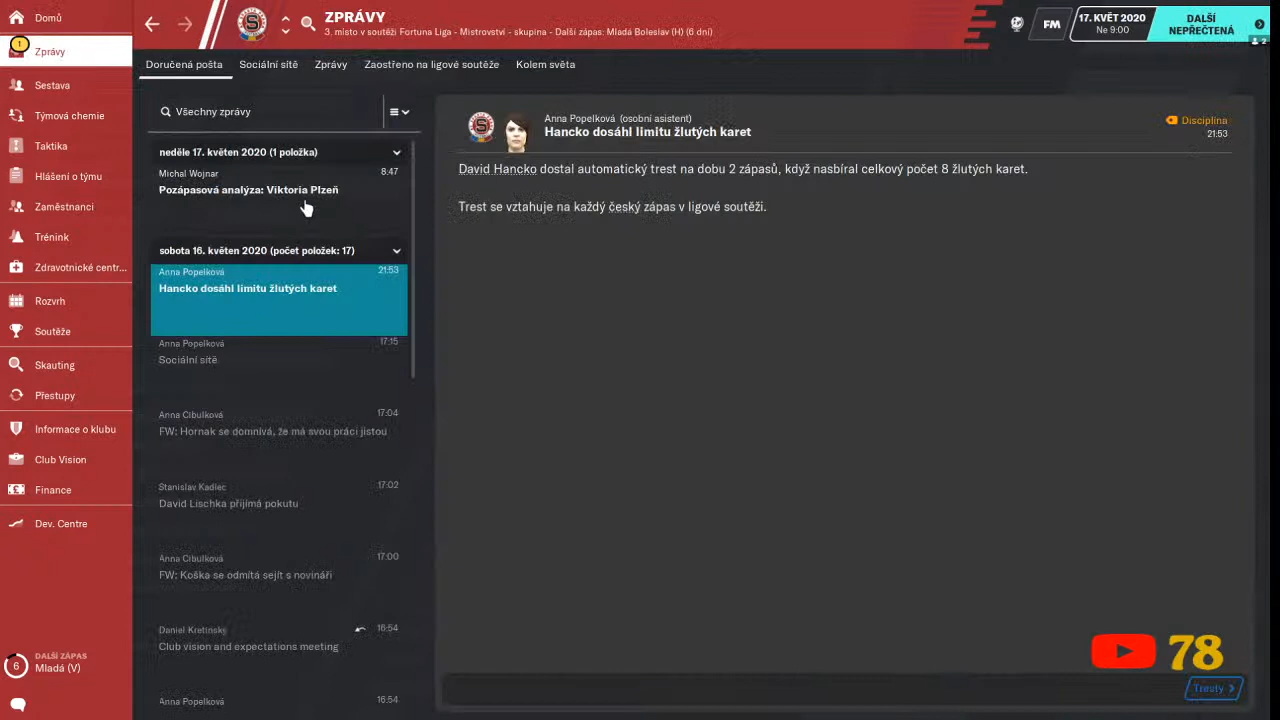 Domů
1
Zprávy
Sestava
Týmová chemie
Taktika
Hlášení o týmu
Zaměstnanci
Trénink
Zdravotnické centr...
Rozvrh
Soutěže
Skauting
Přestupy
Informace o klubu
Club Vision
Finance
Dev. Centre
6
DALŠÍ ZÁPAS
Mladá (V)
ZPRÁVY
3. místo v soutěži Fortuna Liga - Mistrovství - skupina - Další zápas: Mladá Boleslav (H) (6 dní)
FM
17. KVĚT 2020
Ne 9:00
DALŠÍ
NEPŘEČTENÁ
2
Doručená pošta
Sociální sítě
Zprávy
Zaostřeno na ligové soutěže
Kolem světa
Všechny zprávy
neděle 17. květen 2020 (1 položka)
Michal Wojnar 8:47
Pozápasová analýza: Viktoria Plzeň
sobota 16. květen 2020 (počet položek: 17)
Anna Popelková 21:53
Hancko dosáhl limitu žlutých karet
Anna Popelková 17:15
Sociální sítě
Anna Cibulková 17:04
FW: Hornak se domnívá, že má svou práci jistou
Stanislav Kadlec 17:02
David Lischka přijímá pokutu
Anna Cibulková 17:00
FW: Koška se odmítá sejít s novináři
Daniel Kretinsky 16:54
Club vision and expectations meeting
Anna Popelková 16:54
Anna Popelková (osobní asistent)
Hancko dosáhl limitu žlutých karet
Disciplína
21:53
David Hancko dostal automatický trest na dobu 2 zápasů, když nasbíral celkový počet 8 žlutých karet.
Trest se vztahuje na každý český zápas v ligové soutěži.
78
Tresty